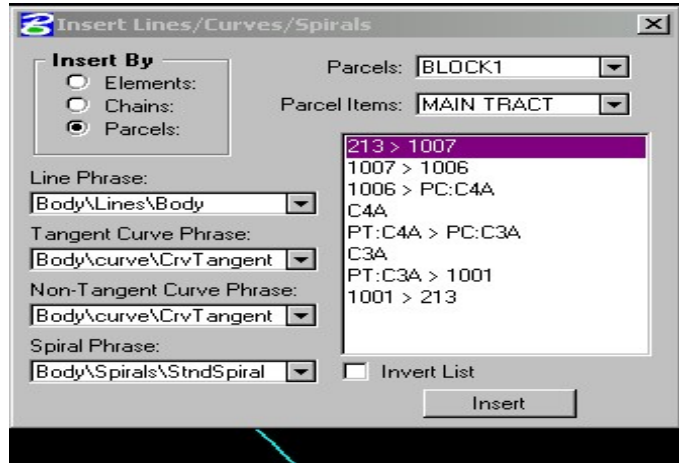 Insert Lines/Curves/Spirals
Insert By
Elements:
Chains:
Parcels:
Parcels: BLOCK1
Parcel Items: MAIN TRACT
Line Phrase:
Body\Lines\Body
Tangent Curve Phrase:
Body\curve\CrvTangent
Non-Tangent Curve Phrase:
Body\curve\CrvTangent
Spiral Phrase:
Body\Spirals\StndSpiral
213 > 1007
1007 > 1006
1006 > PC:C4A
C4A
PT:C4A > PC:C3A
C3A
PT:C3A > 1001
1001 > 213
Invert List
Insert